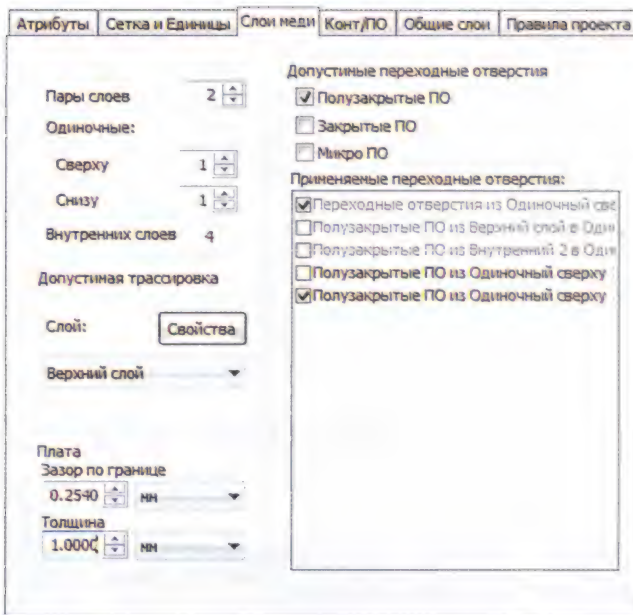 Атрибуты
Сетка и Единицы
Слои меди
Конт/ПО
Общие слои
Правила проекта
Пары слоев 2
Одиночные:
Сверху 1
Снизу 1
Внутренних слоев 4
Допустимая трассировка
Слой: Свойства
Верхний слой
Плата
Зазор по границе
0.2540 мм
Толщина
1.0000 мм
Допустимые переходные отверстия
Полузакрытые ПО
Закрытые ПО
Микро ПО
Применяемые переходные отверстия:
Переходные отверстия из Одиночный све
Полузакрытые ПО из Верхний слой в Один
Полузакрытые ПО из Внутренний 2 в Один
Полузакрытые ПО из Одиночный сверху
Полузакрытые ПО из Одиночный сверху